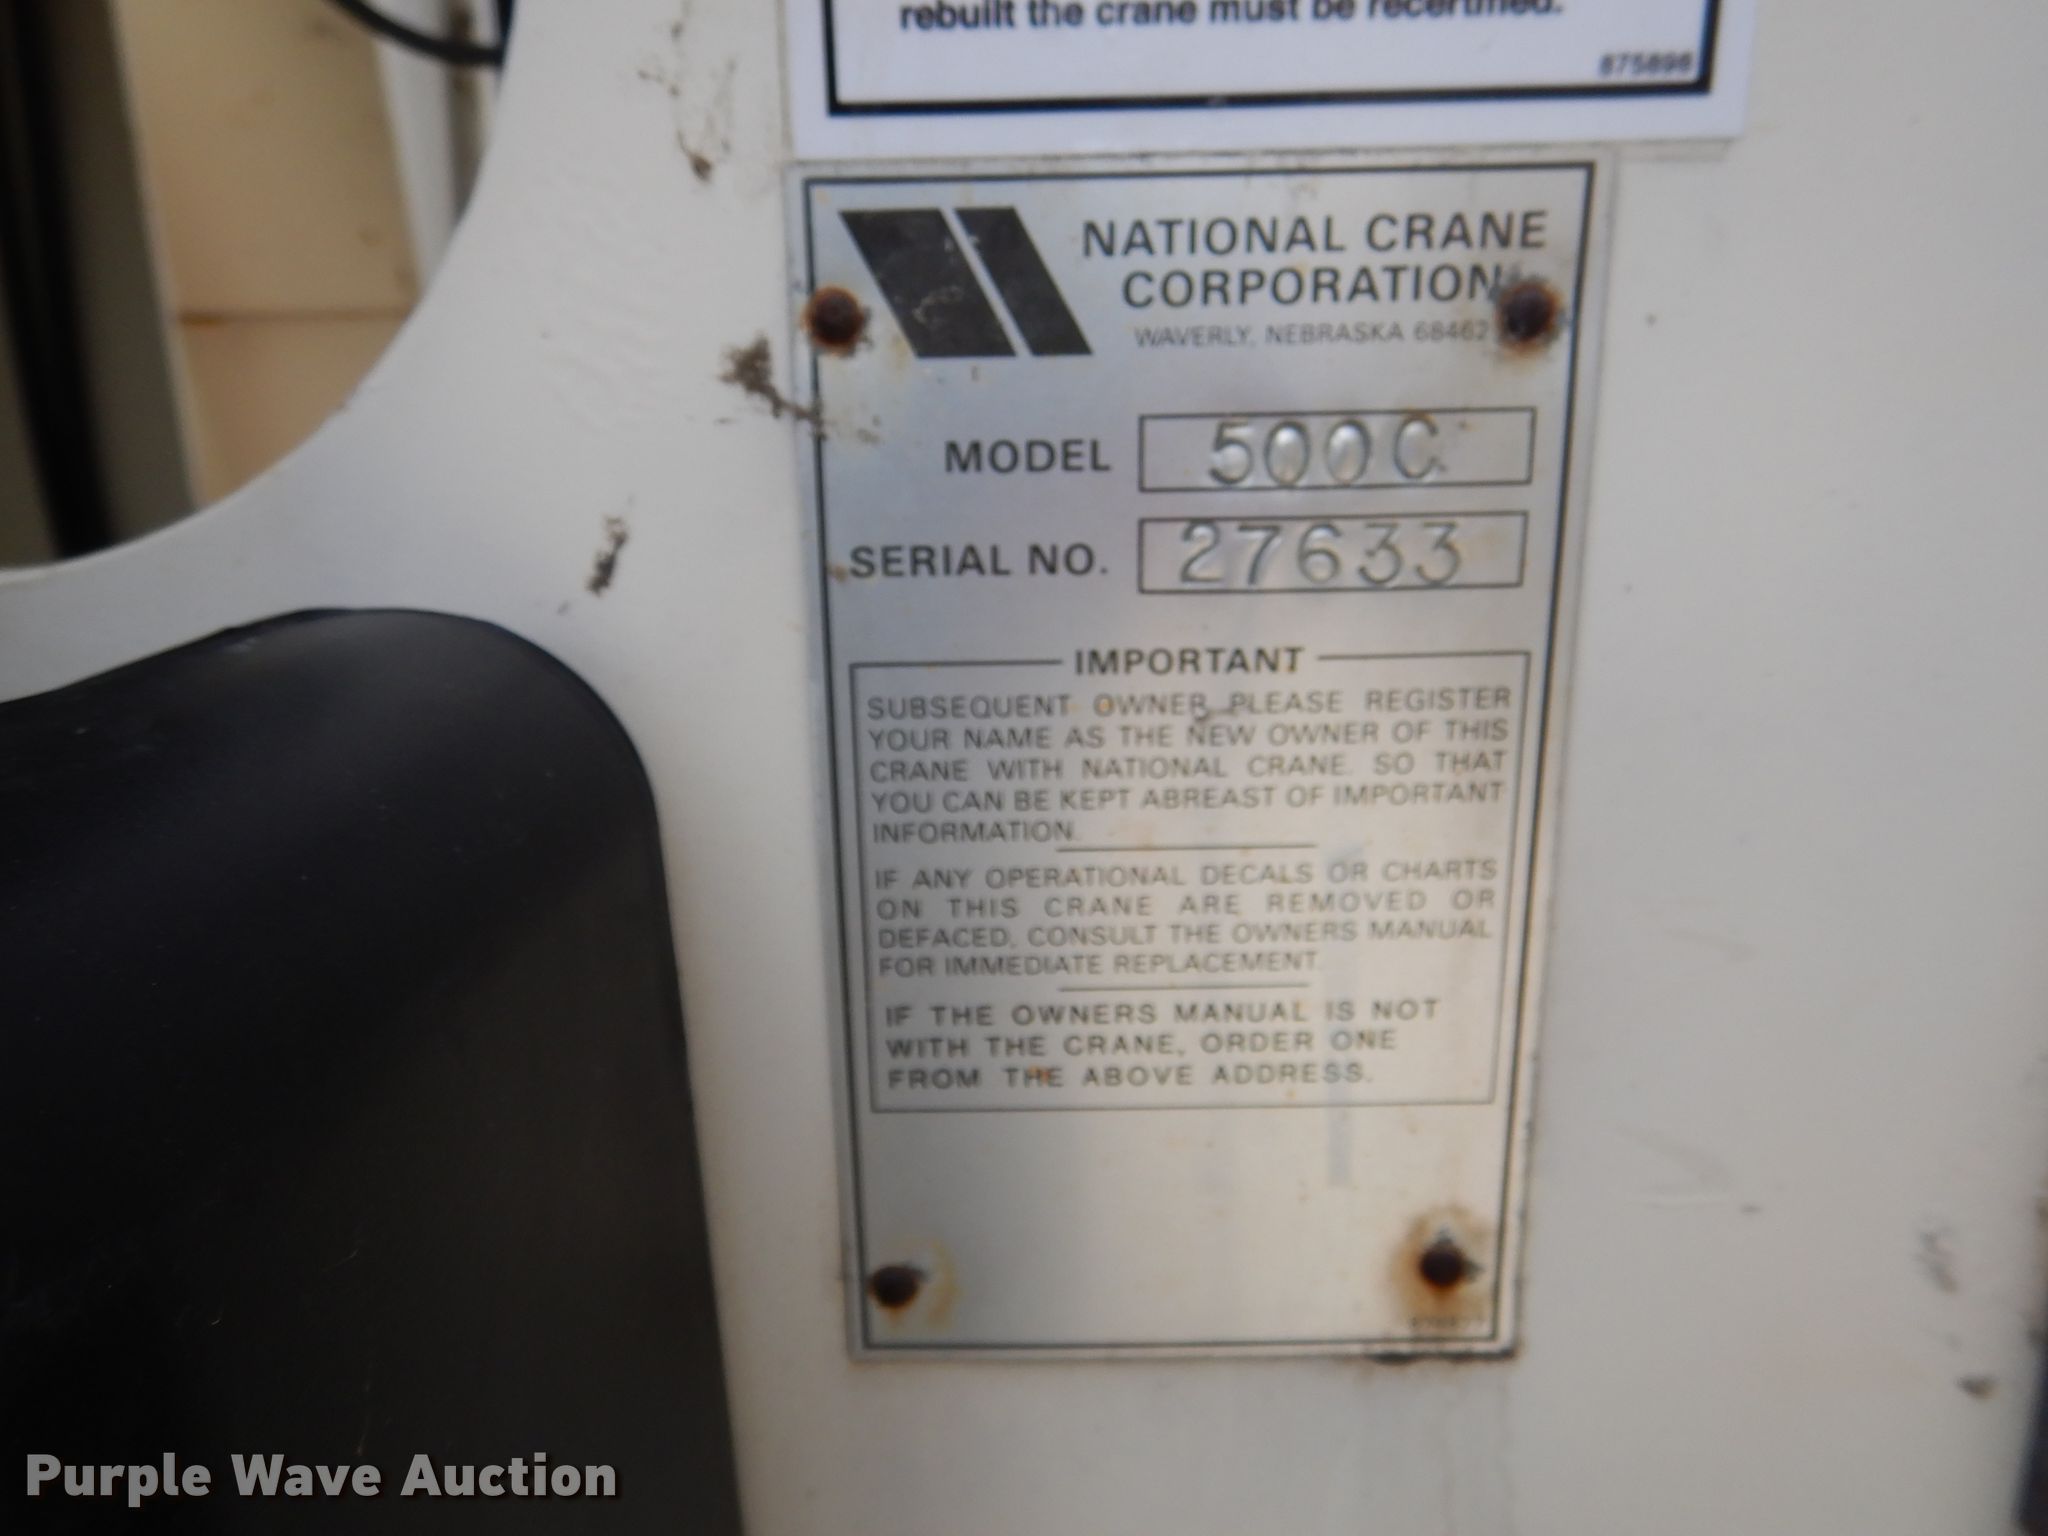 rebuilt the crane must be recertified.
875898
NATIONAL CRANE
CORPORATION
WAVERLY, NEBRASKA 68462
MODEL 500C
SERIAL NO. 27633
IMPORTANT
SUBSEQUENT OWNER PLEASE REGISTER
YOUR NAME AS THE NEW OWNER OF THIS
CRANE WITH NATIONAL CRANE. SO THAT
YOU CAN BE KEPT ABREAST OF IMPORTANT
INFORMATION.
IF ANY OPERATIONAL DECALS OR CHARTS
ON THIS CRANE ARE REMOVED OR
DEFACED, CONSULT THE OWNERS MANUAL
FOR IMMEDIATE REPLACEMENT.
IF THE OWNERS MANUAL IS NOT
WITH THE CRANE, ORDER ONE
FROM THE ABOVE ADDRESS.
Purple Wave Auction